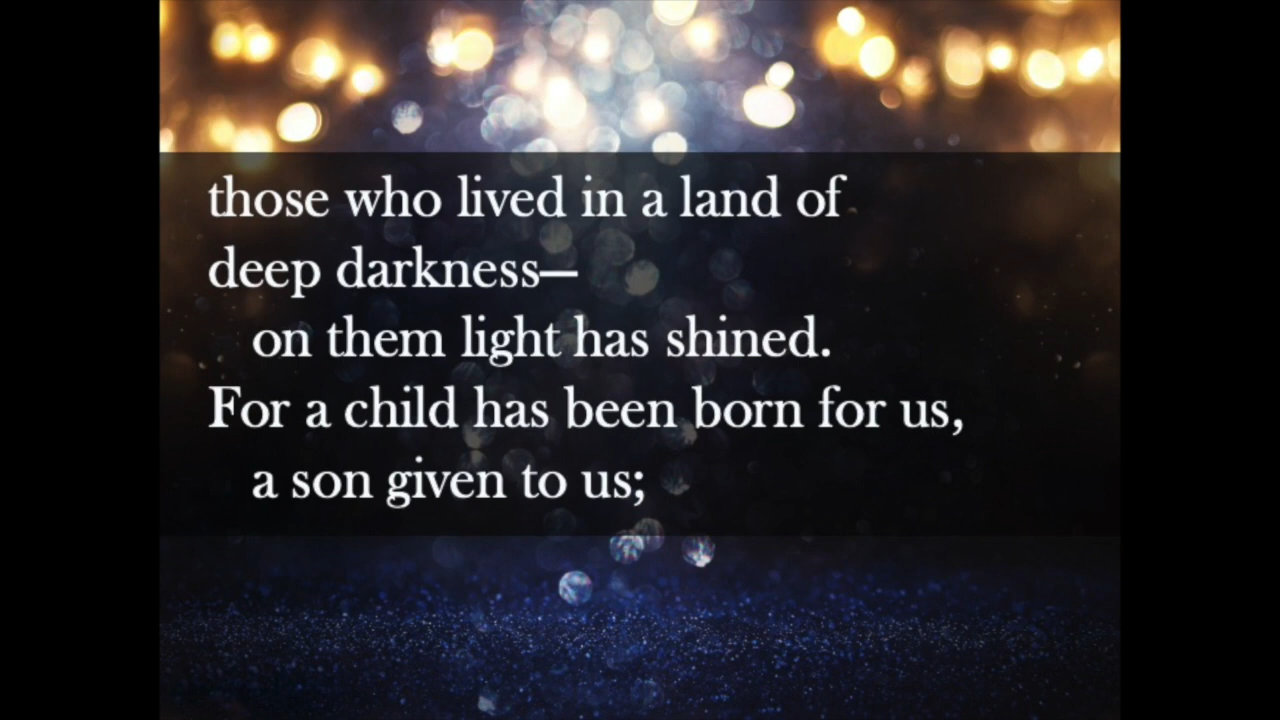 those who lived in a land of
deep darkness—
on them light has shined.
For a child has been born for us,
a son given to us;